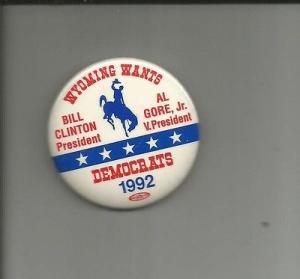 WYOMING WANTS
BILL
CLINTON
President
AL
GORE, Jr.
V.President
DEMOCRATS
1992